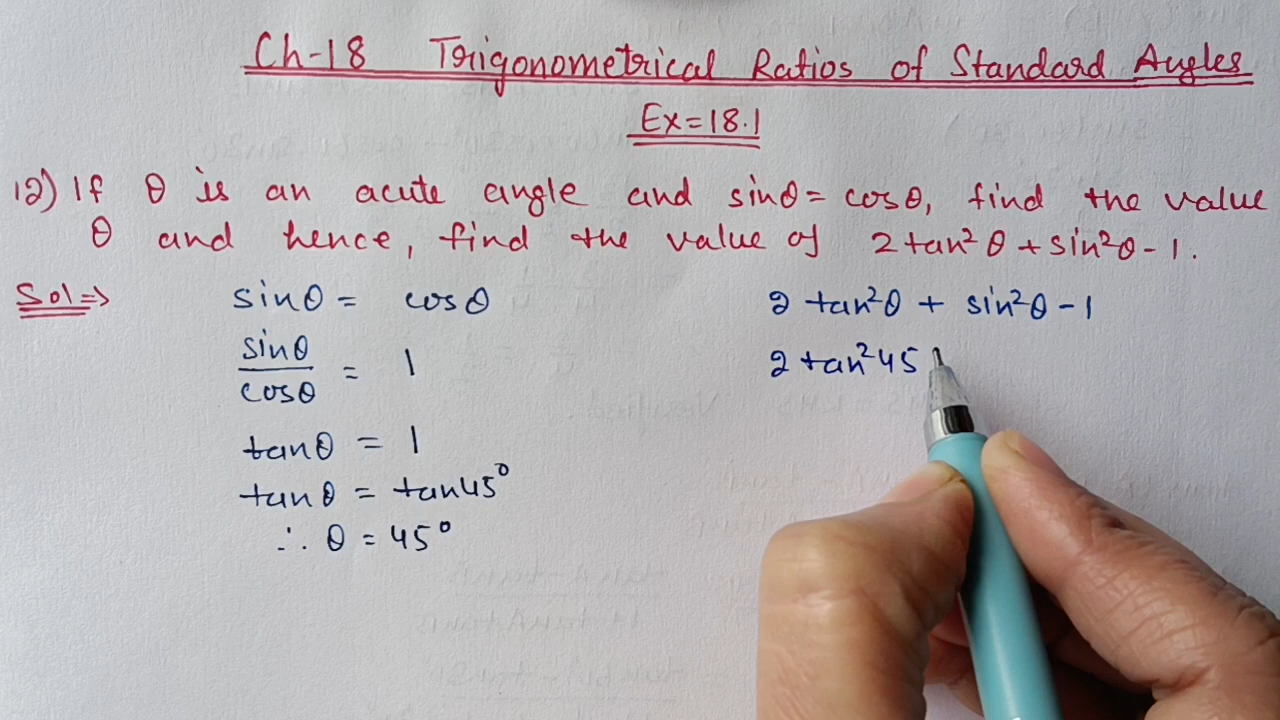 Ch-18 Trigonometrical Ratios of Standard Angles
Ex=18.1
12) If θ is an acute angle and sinθ = cosθ, find the value
θ and hence, find the value of 2tan²θ + sin²θ - 1.
Sol=>
sinθ = cosθ
sinθ/cosθ = 1
tanθ = 1
tanθ = tan45°
∴ θ = 45°
2 tan²θ + sin²θ - 1
2 tan²45